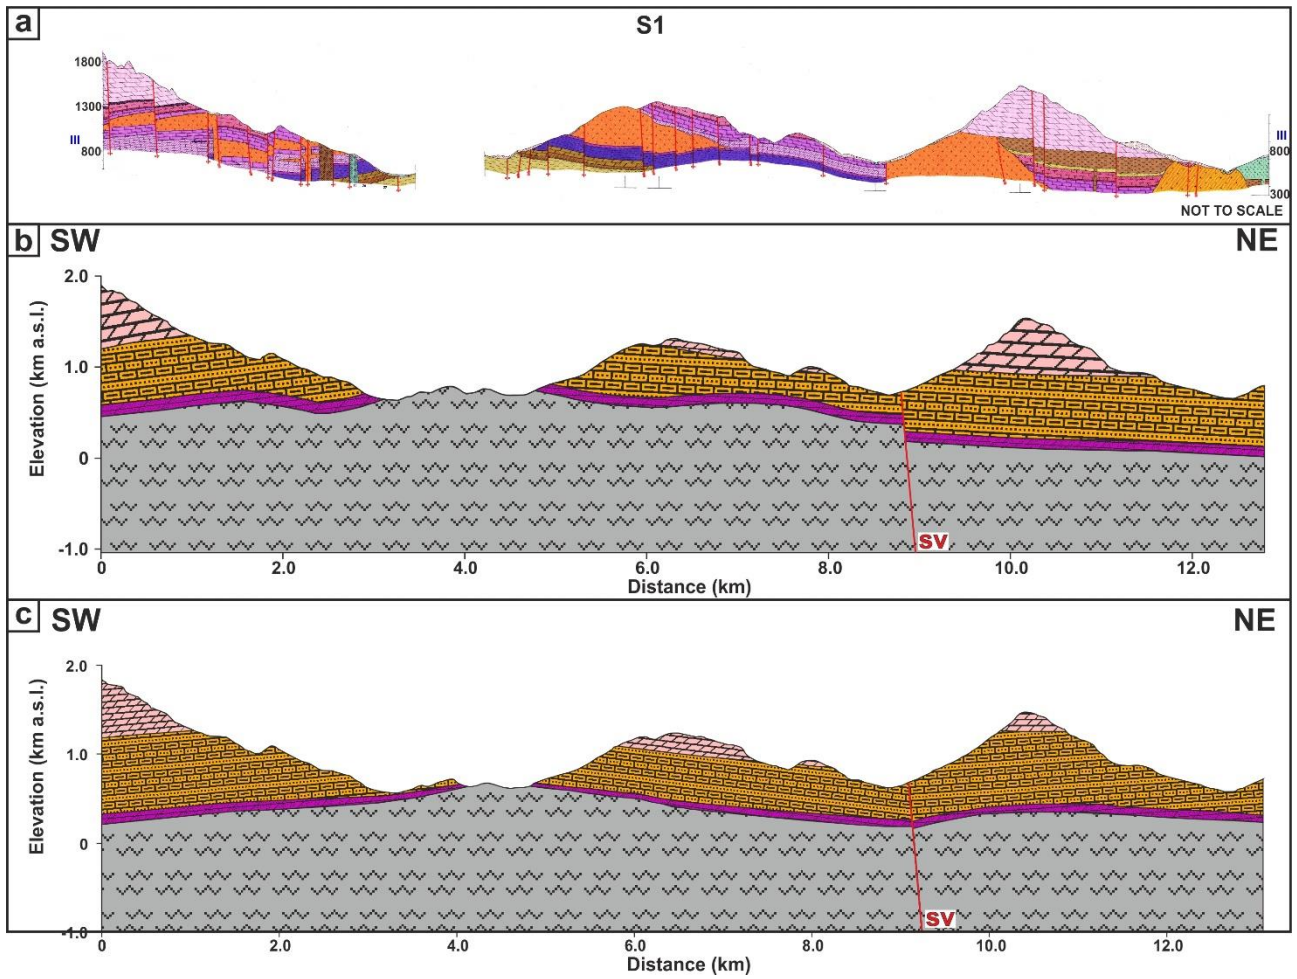 a
S1
1800
1300
III
800
III
800
300
NOT TO SCALE
b SW NE
2.0
1.0
0
-1.0
Elevation (km a.s.l.)
SV
0 2.0 4.0 6.0 8.0 10.0 12.0
Distance (km)
c SW NE
2.0
1.0
0
-1.0
Elevation (km a.s.l.)
SV
0 2.0 4.0 6.0 8.0 10.0 12.0
Distance (km)